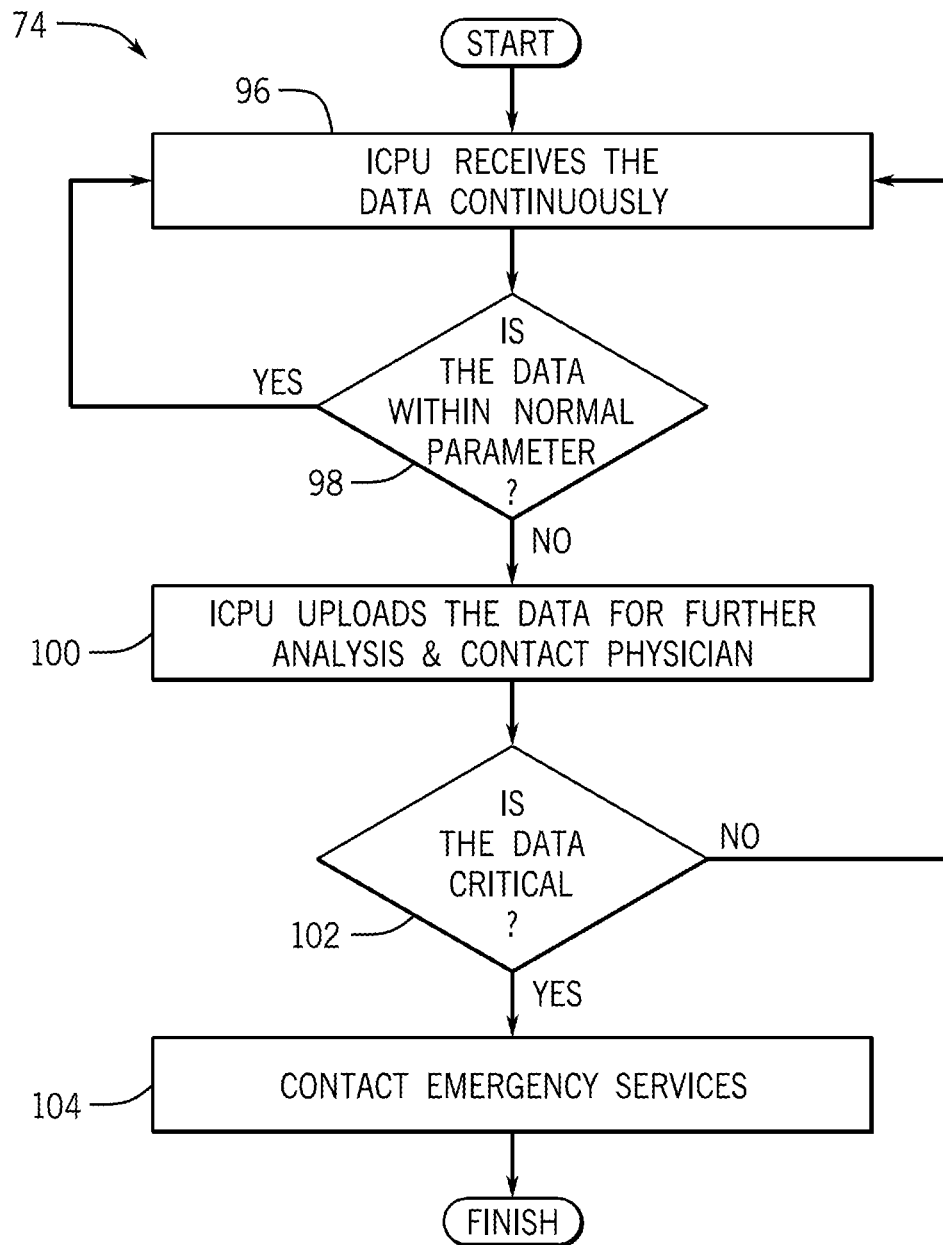 74
START
96
ICPU RECEIVES THE
DATA CONTINUOUSLY
IS
THE DATA
WITHIN NORMAL
PARAMETER
?
YES
98
NO
ICPU UPLOADS THE DATA FOR FURTHER
ANALYSIS & CONTACT PHYSICIAN
100
IS
THE DATA
CRITICAL
?
NO
102
YES
CONTACT EMERGENCY SERVICES
104
FINISH